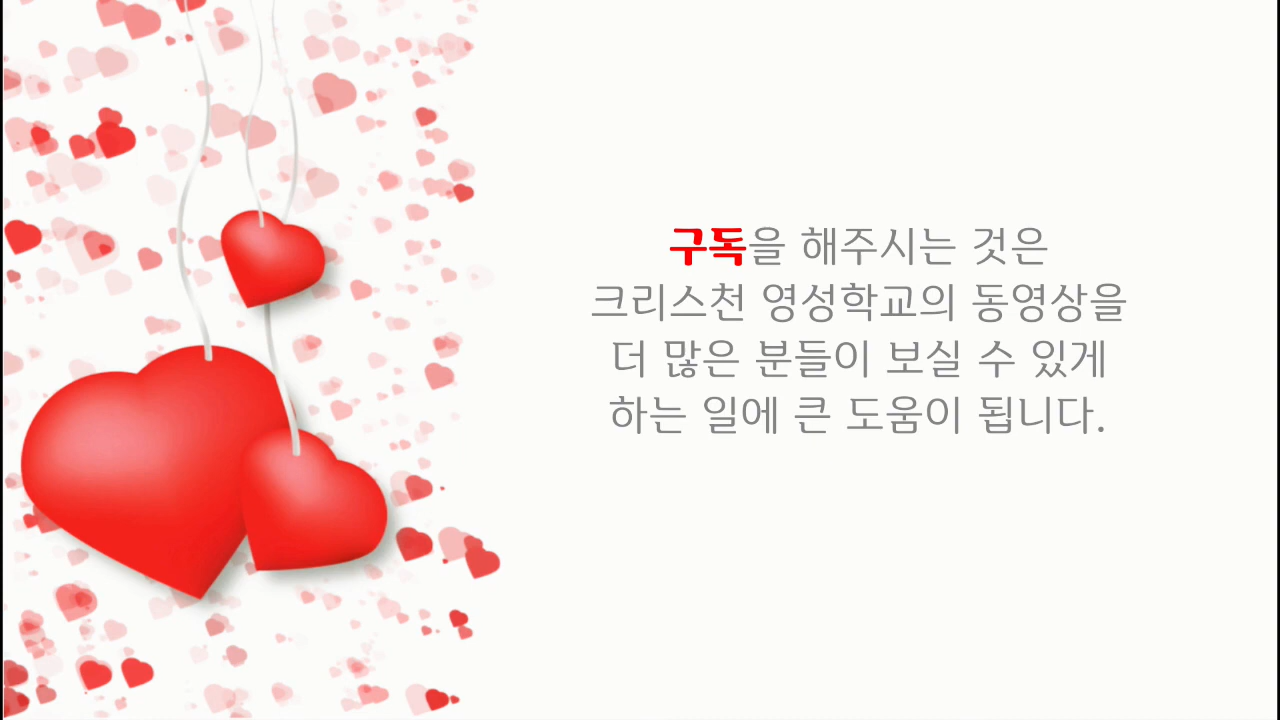 구독을 해주시는 것은
크리스천 영성학교의 동영상을
더 많은 분들이 보실 수 있게
하는 일에 큰 도움이 됩니다.